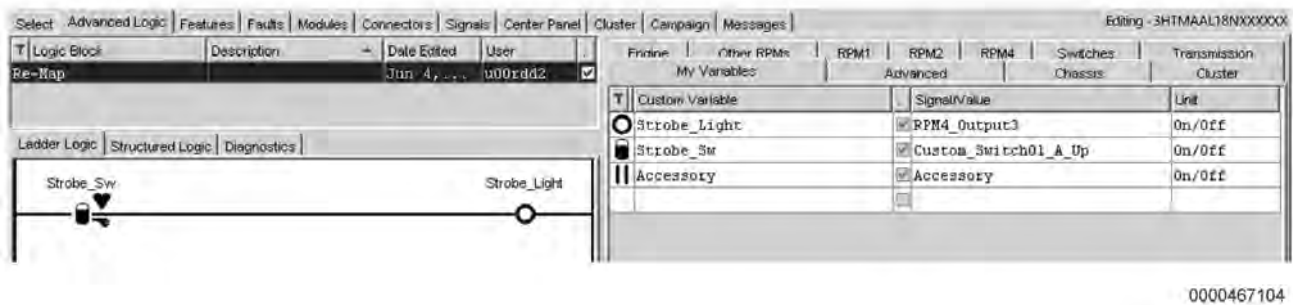 Select Advanced Logic Features Faults Modules Connectors Signals Center Panel Cluster Campaign Messages Editing -3HTMAAL18NXXXXXX
T Logic Block Description Date Edited User
Re-Map Jun 4,... u00rdd2
Engine Other RPMs RPM1 RPM2 RPM4 Switches Transmission
My Variables Advanced Chassis Cluster
T Custom Variable Signal/Value Unit
Strobe_Light RPM4_Output3 On/Off
Strobe_Sw Custom_Switch01_A_Up On/Off
Accessory Accessory On/Off
Ladder Logic Structured Logic Diagnostics
Strobe_Sw Strobe_Light
0000467104